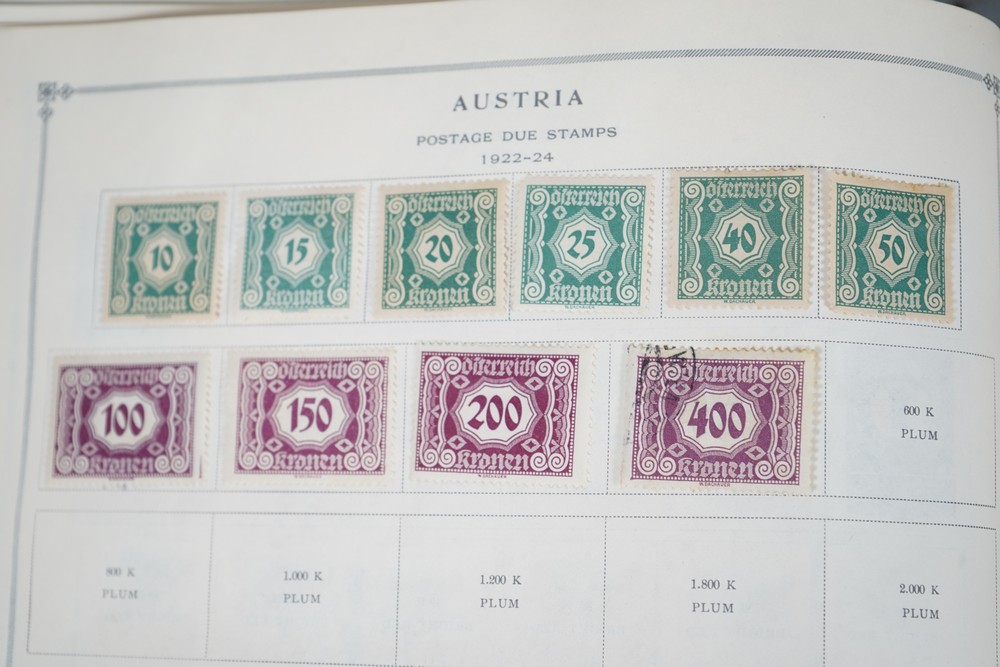 AUSTRIA
POSTAGE DUE STAMPS
1922-24
österreich
10
kronen
österreich
15
kronen
österreich
20
kronen
österreich
25
kronen
österreich
40
kronen
österreich
50
kronen
österreich
100
kronen
österreich
150
kronen
österreich
200
kronen
österreich
400
kronen
600 K
PLUM
800 K
PLUM
1.000 K
PLUM
1.200 K
PLUM
1.800 K
PLUM
2.000 K
PLUM